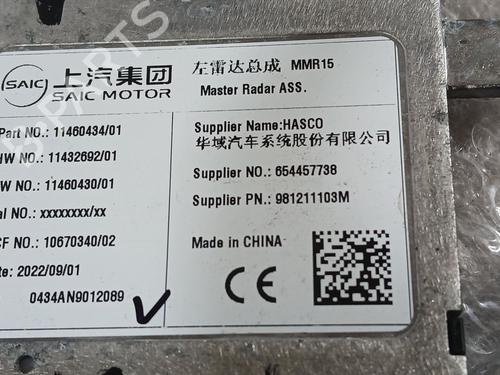 SAIC 上汽集团
SAIC MOTOR
左雷达总成 MMR15
Master Radar ASS.
Part NO.: 11460434/01
HW NO.: 11432692/01
W NO.: 11460430/01
al NO.: xxxxxxxx/xx
CF NO.: 10670340/02
te: 2022/09/01
0434AN9012089
Supplier Name:HASCO
华域汽车系统股份有限公司
Supplier NO.: 654457738
Supplier PN.: 981211103M
Made in CHINA
CE